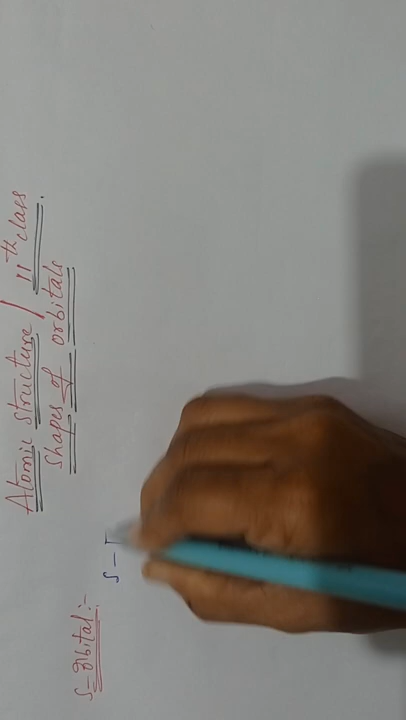 Atomic structure / 11th class.
Shapes of orbitals
S-orbital:-
S-